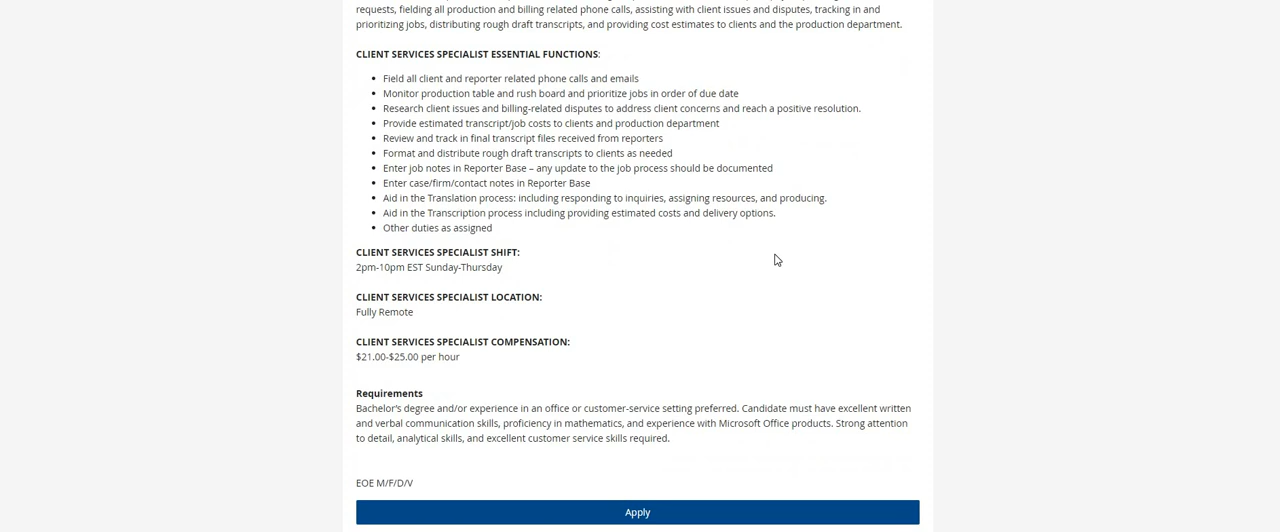 requests, fielding all production and billing related phone calls, assisting with client issues and disputes, tracking in and
prioritizing jobs, distributing rough draft transcripts, and providing cost estimates to clients and the production department.
CLIENT SERVICES SPECIALIST ESSENTIAL FUNCTIONS:
• Field all client and reporter related phone calls and emails
• Monitor production table and rush board and prioritize jobs in order of due date
• Research client issues and billing-related disputes to address client concerns and reach a positive resolution.
• Provide estimated transcript/job costs to clients and production department
• Review and track in final transcript files received from reporters
• Format and distribute rough draft transcripts to clients as needed
• Enter job notes in Reporter Base – any update to the job process should be documented
• Enter case/firm/contact notes in Reporter Base
• Aid in the Translation process: including responding to inquiries, assigning resources, and producing.
• Aid in the Transcription process including providing estimated costs and delivery options.
• Other duties as assigned
CLIENT SERVICES SPECIALIST SHIFT:
2pm-10pm EST Sunday-Thursday
CLIENT SERVICES SPECIALIST LOCATION:
Fully Remote
CLIENT SERVICES SPECIALIST COMPENSATION:
$21.00-$25.00 per hour
Requirements
Bachelor's degree and/or experience in an office or customer-service setting preferred. Candidate must have excellent written
and verbal communication skills, proficiency in mathematics, and experience with Microsoft Office products. Strong attention
to detail, analytical skills, and excellent customer service skills required.
EOE M/F/D/V
Apply